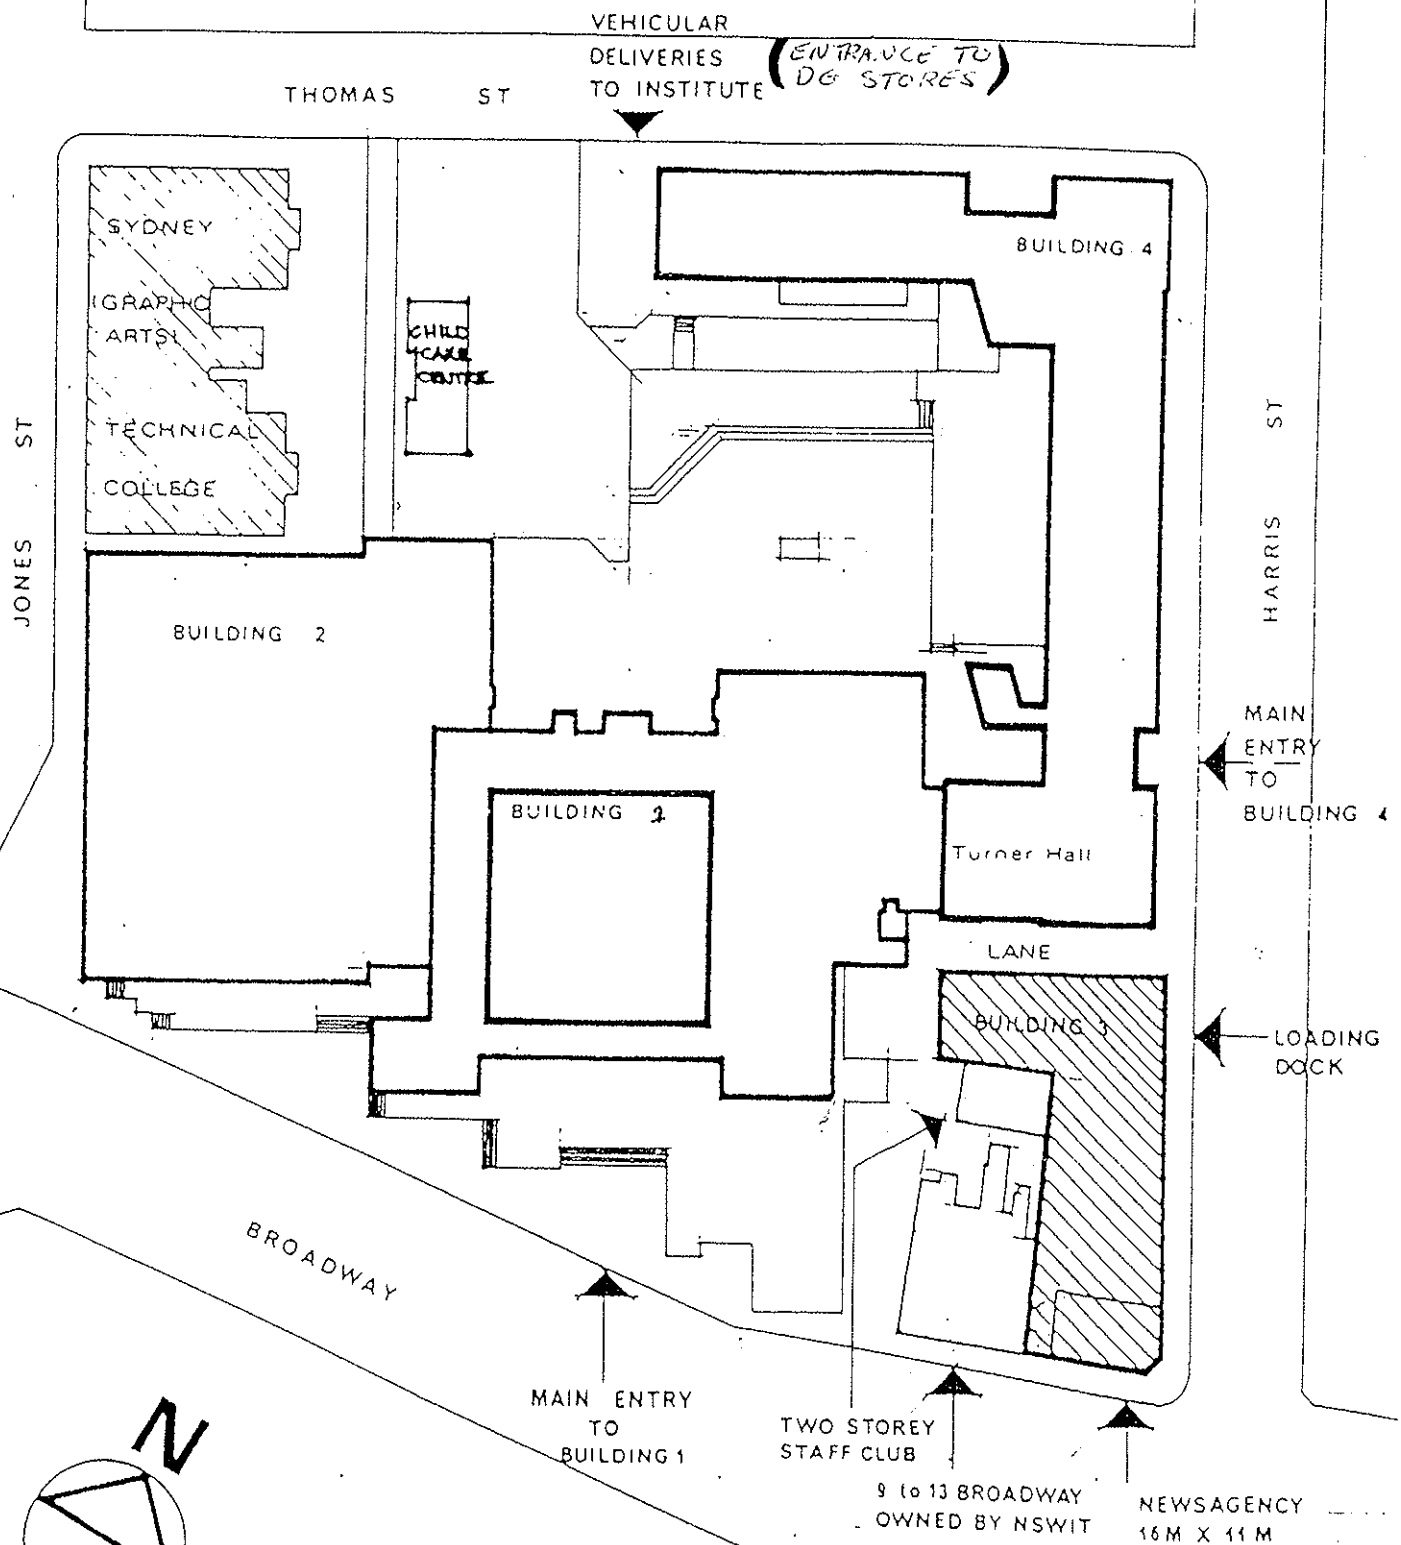 VEHICULAR
DELIVERIES
TO INSTITUTE
(ENTRANCE TO
DG STORES)
THOMAS ST
SYDNEY
(GRAPHIC
ARTS)
TECHNICAL
COLLEGE
CHILD
CARE
CENTRE
BUILDING 4
JONES ST
HARRIS ST
BUILDING 2
MAIN
ENTRY
TO
BUILDING 4
BUILDING
Turner Hall
LANE
BUILDING 3
LOADING
DOCK
BROADWAY
MAIN ENTRY
TO
BUILDING 1
TWO STOREY
STAFF CLUB
9 to 13 BROADWAY
OWNED BY NSWIT
NEWSAGENCY
16M X 11M
N